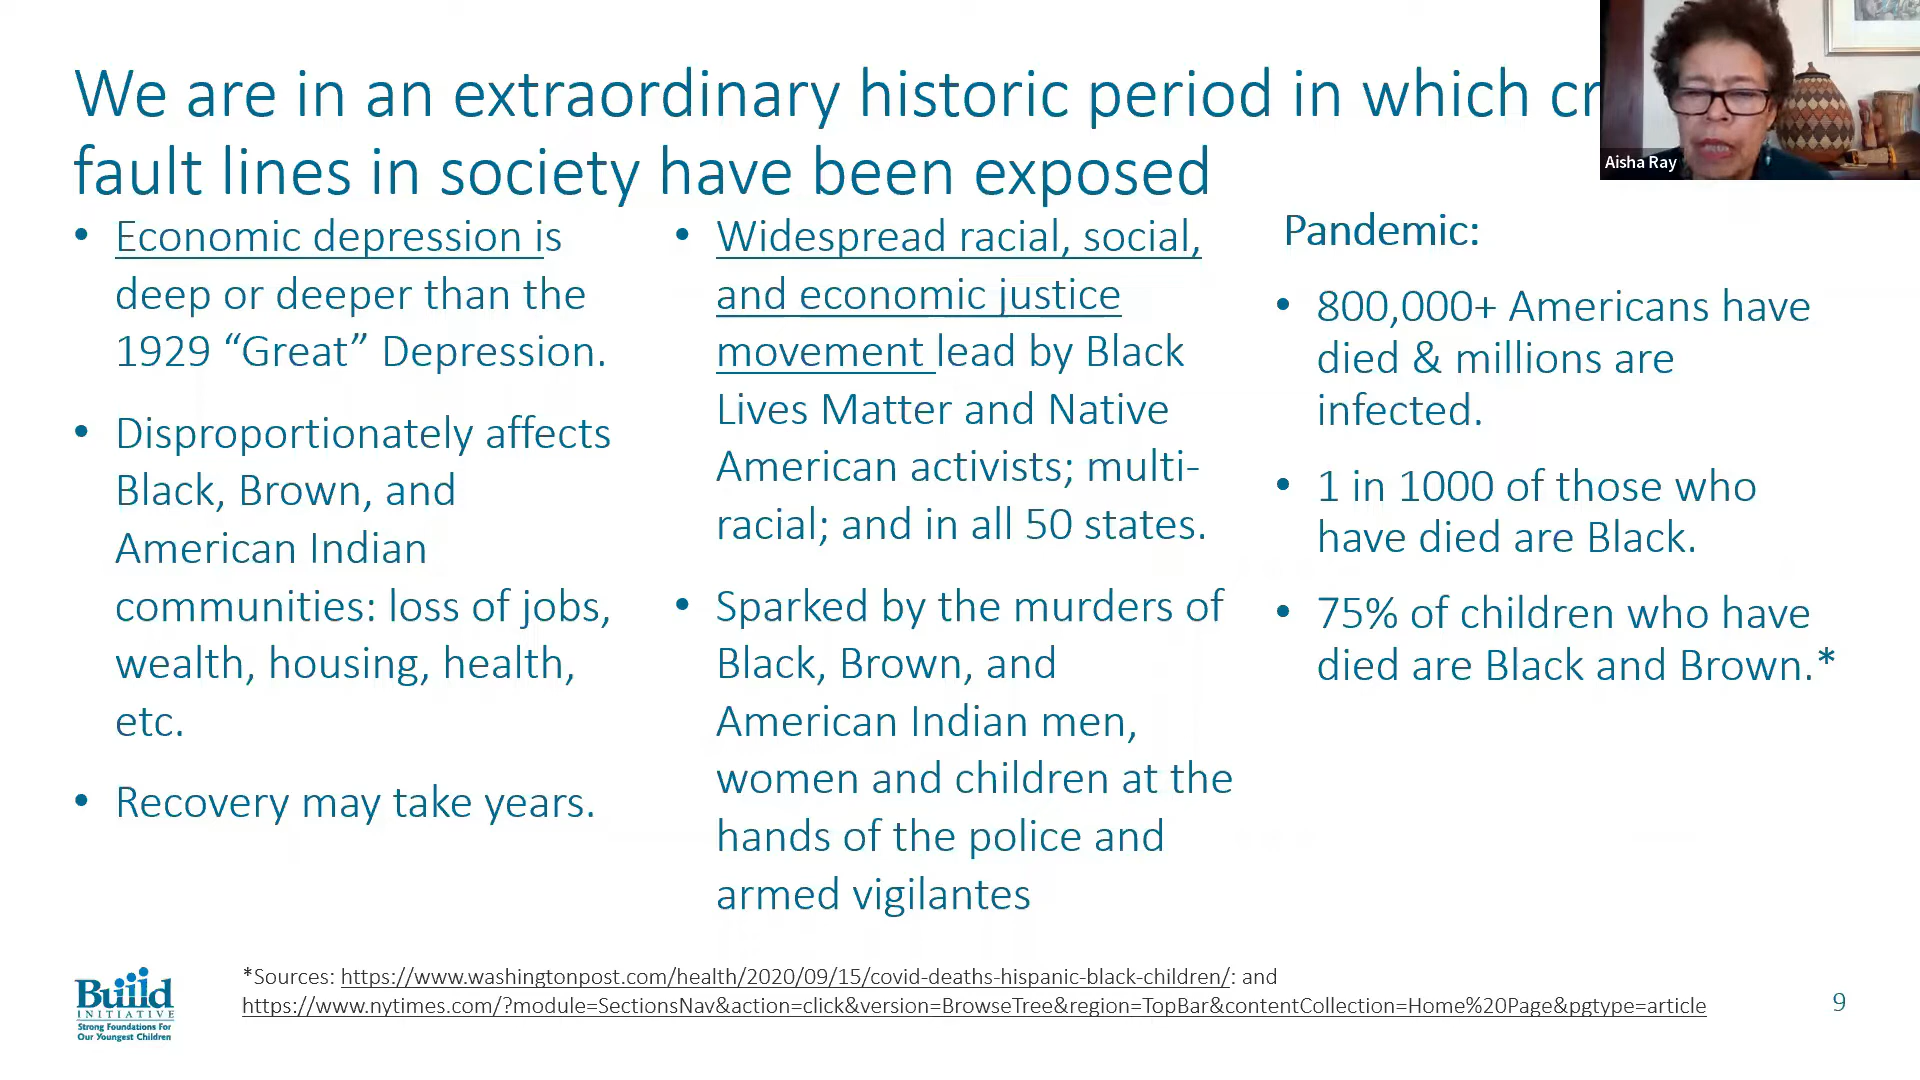 We are in an extraordinary historic period in which
fault lines in society have been exposed
Aisha Ray
• Economic depression is
deep or deeper than the
1929 “Great” Depression.
• Disproportionately affects
Black, Brown, and
American Indian
communities: loss of jobs,
wealth, housing, health,
etc.
• Recovery may take years.
• Widespread racial, social,
and economic justice
movement lead by Black
Lives Matter and Native
American activists; multi-
racial; and in all 50 states.
• Sparked by the murders of
Black, Brown, and
American Indian men,
women and children at the
hands of the police and
armed vigilantes
Pandemic:
• 800,000+ Americans have
died & millions are
infected.
• 1 in 1000 of those who
have died are Black.
• 75% of children who have
died are Black and Brown.*
Build
INITIATIVE
Strong Foundations For
Our Youngest Children
*Sources: https://www.washingtonpost.com/health/2020/09/15/covid-deaths-hispanic-black-children/: and
https://www.nytimes.com/?module=SectionsNav&action=click&version=BrowseTree&region=TopBar&contentCollection=Home%20Page&pgtype=article
9